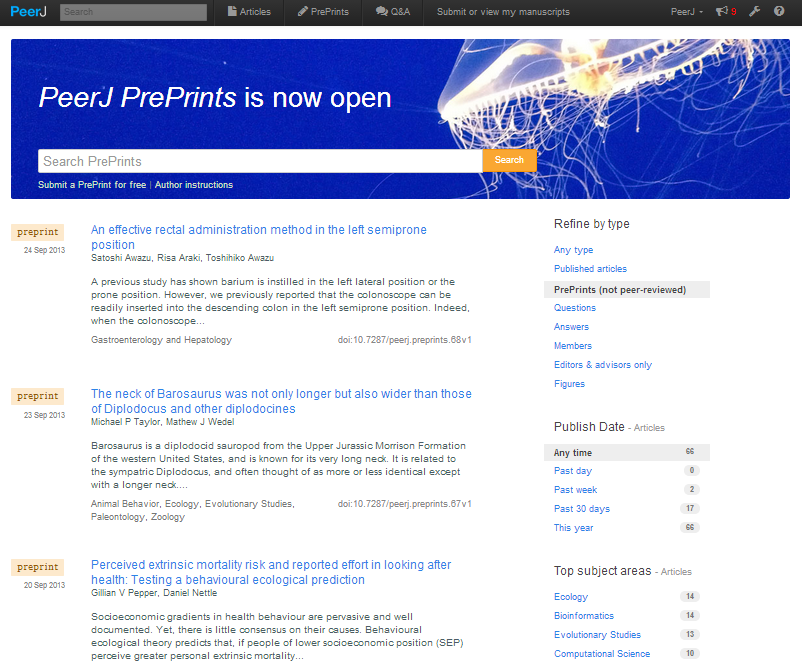 PeerJ Search Articles PrePrints Q&A Submit or view my manuscripts PeerJ 9
PeerJ PrePrints is now open
Search PrePrints Search
Submit a PrePrint for free | Author instructions
preprint
24 Sep 2013
An effective rectal administration method in the left semiprone
position
Satoshi Awazu, Risa Araki, Toshihiko Awazu
A previous study has shown barium is instilled in the left lateral position or the
prone position. However, we previously reported that the colonoscope can be
readily inserted into the descending colon in the left semiprone position. Indeed,
when the colonoscope...
Gastroenterology and Hepatology doi:10.7287/peerj.preprints.68v1
preprint
23 Sep 2013
The neck of Barosaurus was not only longer but also wider than those
of Diplodocus and other diplodocines
Michael P Taylor, Mathew J Wedel
Barosaurus is a diplodocid sauropod from the Upper Jurassic Morrison Formation
of the western United States, and is known for its very long neck. It is related to
the sympatric Diplodocus, and often thought of as more or less identical except
with a longer neck....
Animal Behavior, Ecology, Evolutionary Studies, doi:10.7287/peerj.preprints.67v1
Paleontology, Zoology
preprint
20 Sep 2013
Perceived extrinsic mortality risk and reported effort in looking after
health: Testing a behavioural ecological prediction
Gillian V Pepper, Daniel Nettle
Socioeconomic gradients in health behaviour are pervasive and well
documented. Yet, there is little consensus on their causes. Behavioural
ecological theory predicts that, if people of lower socioeconomic position (SEP)
perceive greater personal extrinsic mortality...
Refine by type
Any type
Published articles
PrePrints (not peer-reviewed)
Questions
Answers
Members
Editors & advisors only
Figures
Publish Date - Articles
Any time 66
Past day 0
Past week 2
Past 30 days 17
This year 66
Top subject areas - Articles
Ecology 14
Bioinformatics 14
Evolutionary Studies 13
Computational Science 10